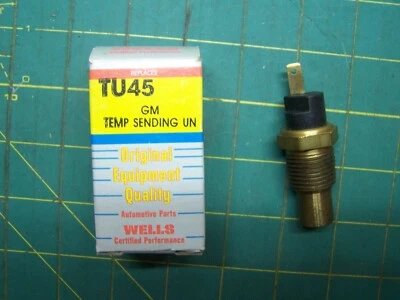 REPLACES
TU45
GM
TEMP SENDING UN
Original
Equipment
Quality
Automotive Parts
WELLS
Certified Performance